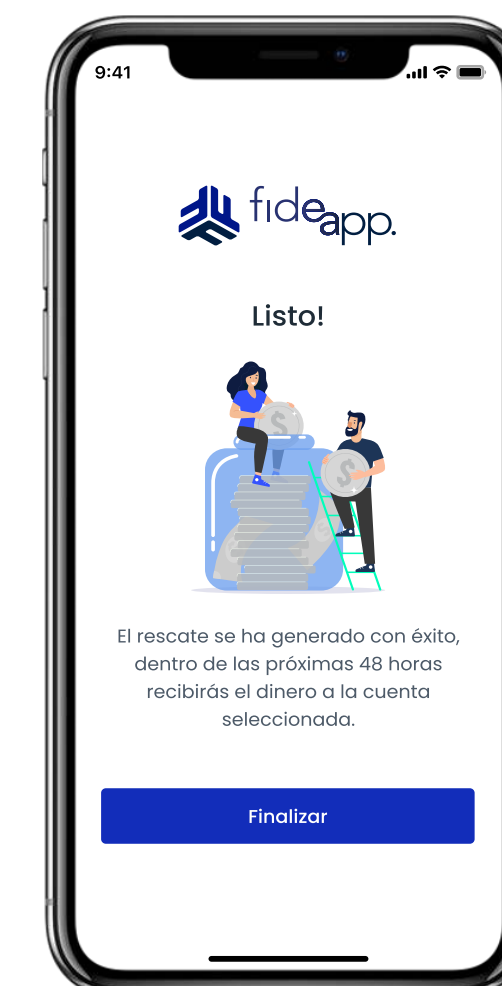 9:41
fideapp.
Listo!
$
$
El rescate se ha generado con éxito,
dentro de las próximas 48 horas
recibirás el dinero a la cuenta
seleccionada.
Finalizar